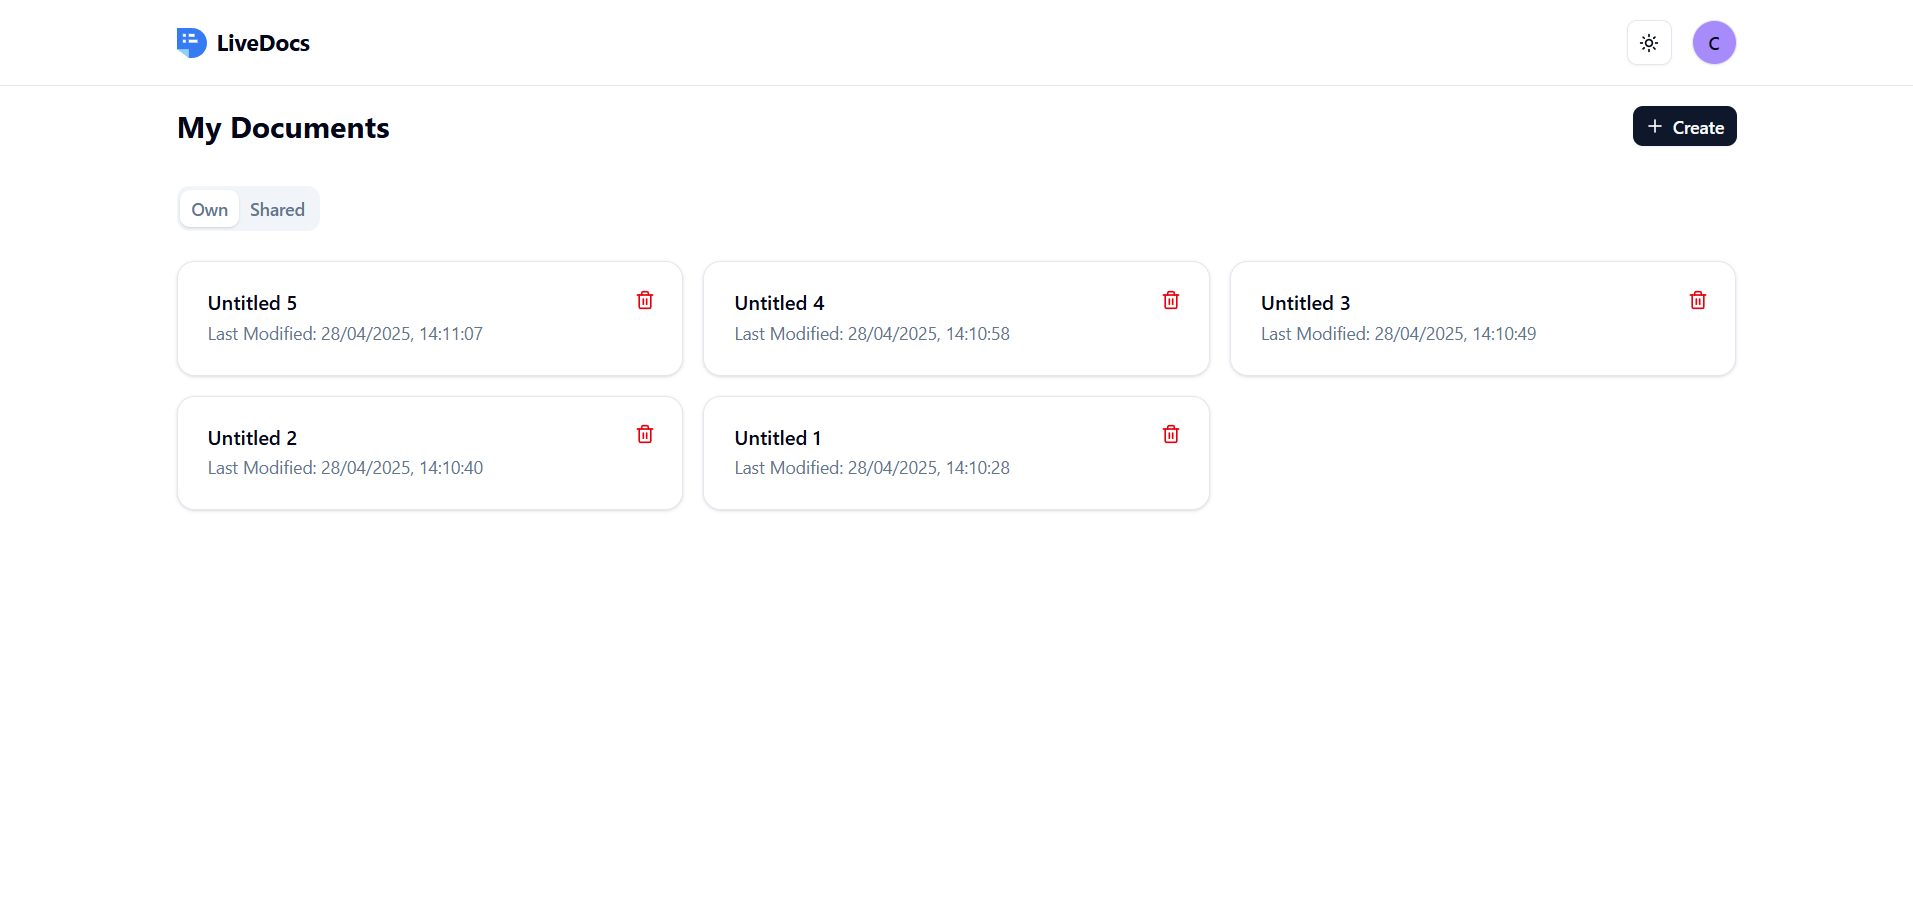 LiveDocs
C
My Documents
Create
Own
Shared
Untitled 5
Last Modified: 28/04/2025, 14:11:07
Untitled 4
Last Modified: 28/04/2025, 14:10:58
Untitled 3
Last Modified: 28/04/2025, 14:10:49
Untitled 2
Last Modified: 28/04/2025, 14:10:40
Untitled 1
Last Modified: 28/04/2025, 14:10:28